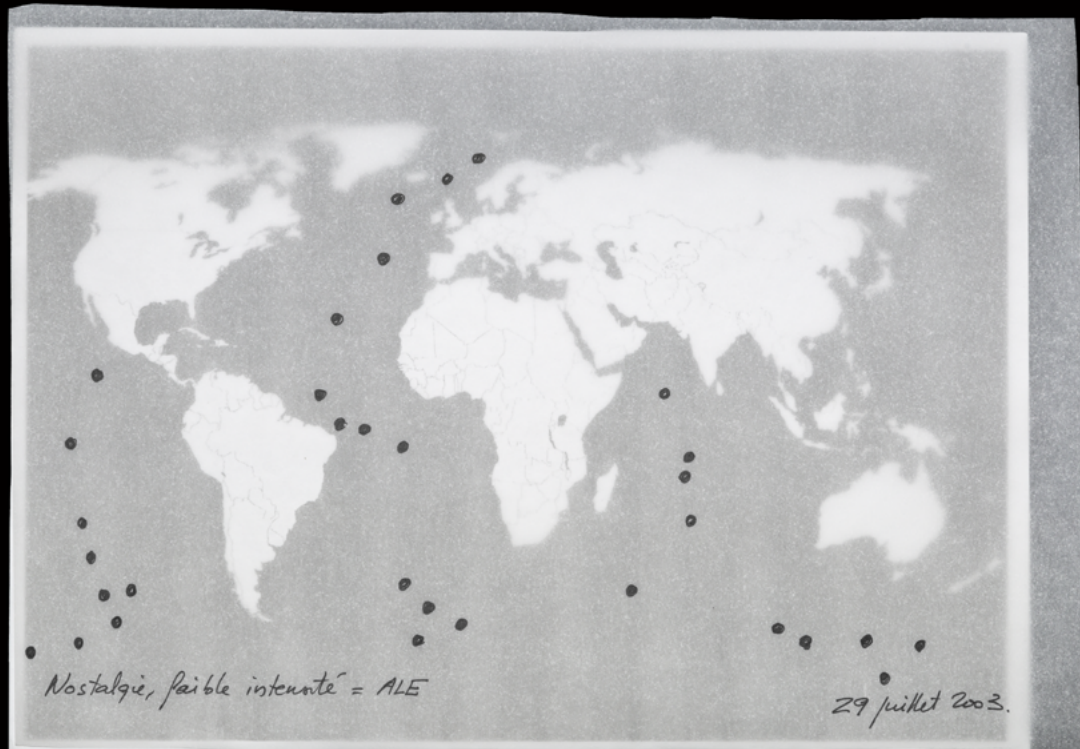 Nostalgie, faible intensité = ALE
29 juillet 2003.